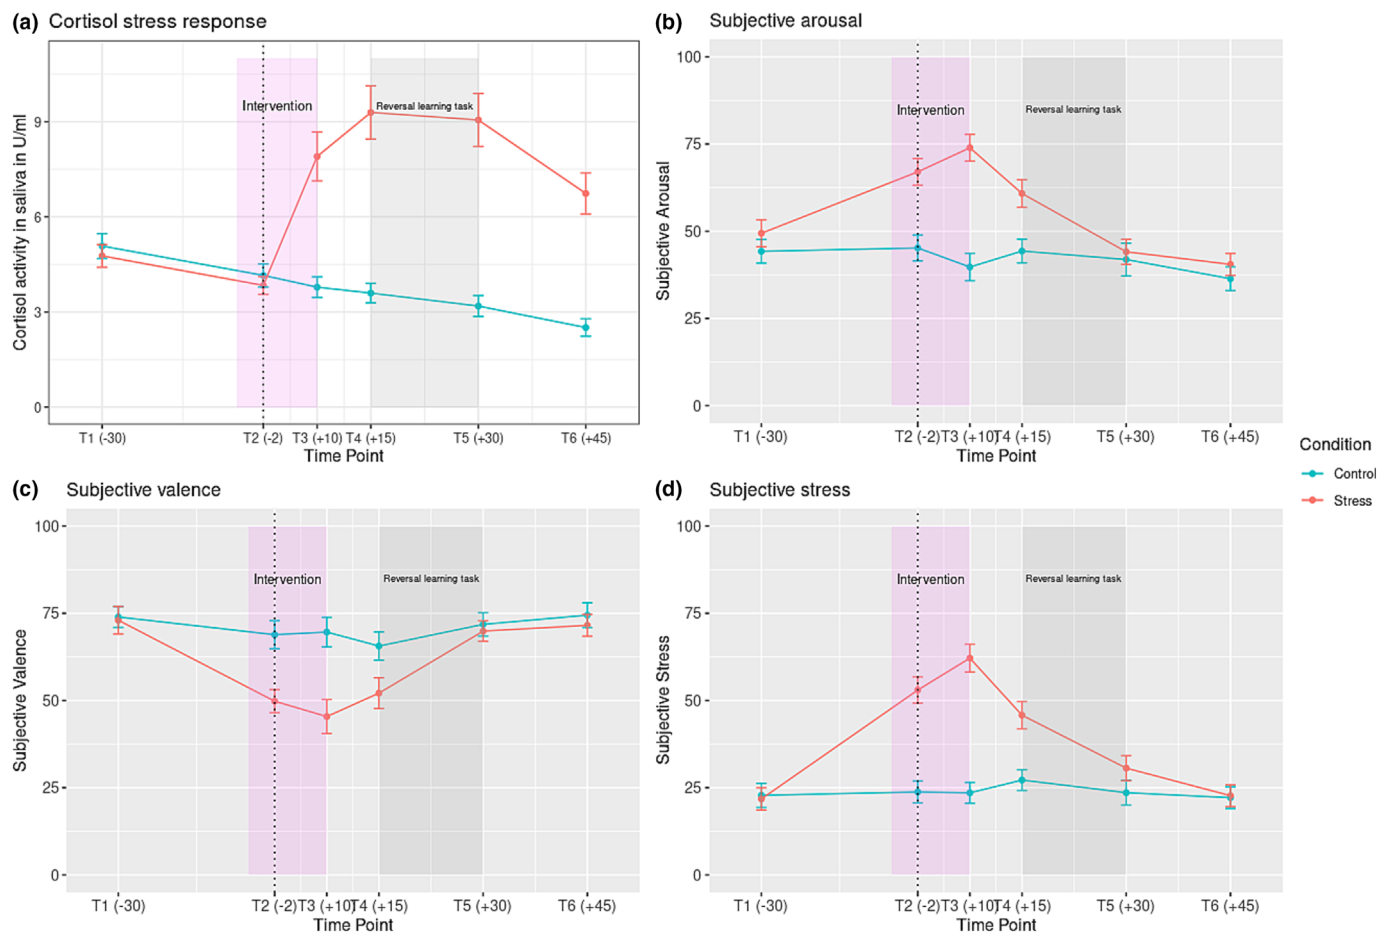 (a) Cortisol stress response
Cortisol activity in saliva in U/ml
9
6
3
0
Intervention
Reversal learning task
T1 (-30) T2 (-2) T3 (+10) T4 (+15) T5 (+30) T6 (+45)
Time Point
(b) Subjective arousal
Subjective Arousal
100
75
50
25
0
Intervention
Reversal learning task
T1 (-30) T2 (-2) T3 (+10) T4 (+15) T5 (+30) T6 (+45)
Time Point
(c) Subjective valence
Subjective Valence
100
75
50
25
0
Intervention
Reversal learning task
T1 (-30) T2 (-2) T3 (+10) T4 (+15) T5 (+30) T6 (+45)
Time Point
(d) Subjective stress
Subjective Stress
100
75
50
25
0
Intervention
Reversal learning task
T1 (-30) T2 (-2) T3 (+10) T4 (+15) T5 (+30) T6 (+45)
Time Point
Condition
Control
Stress